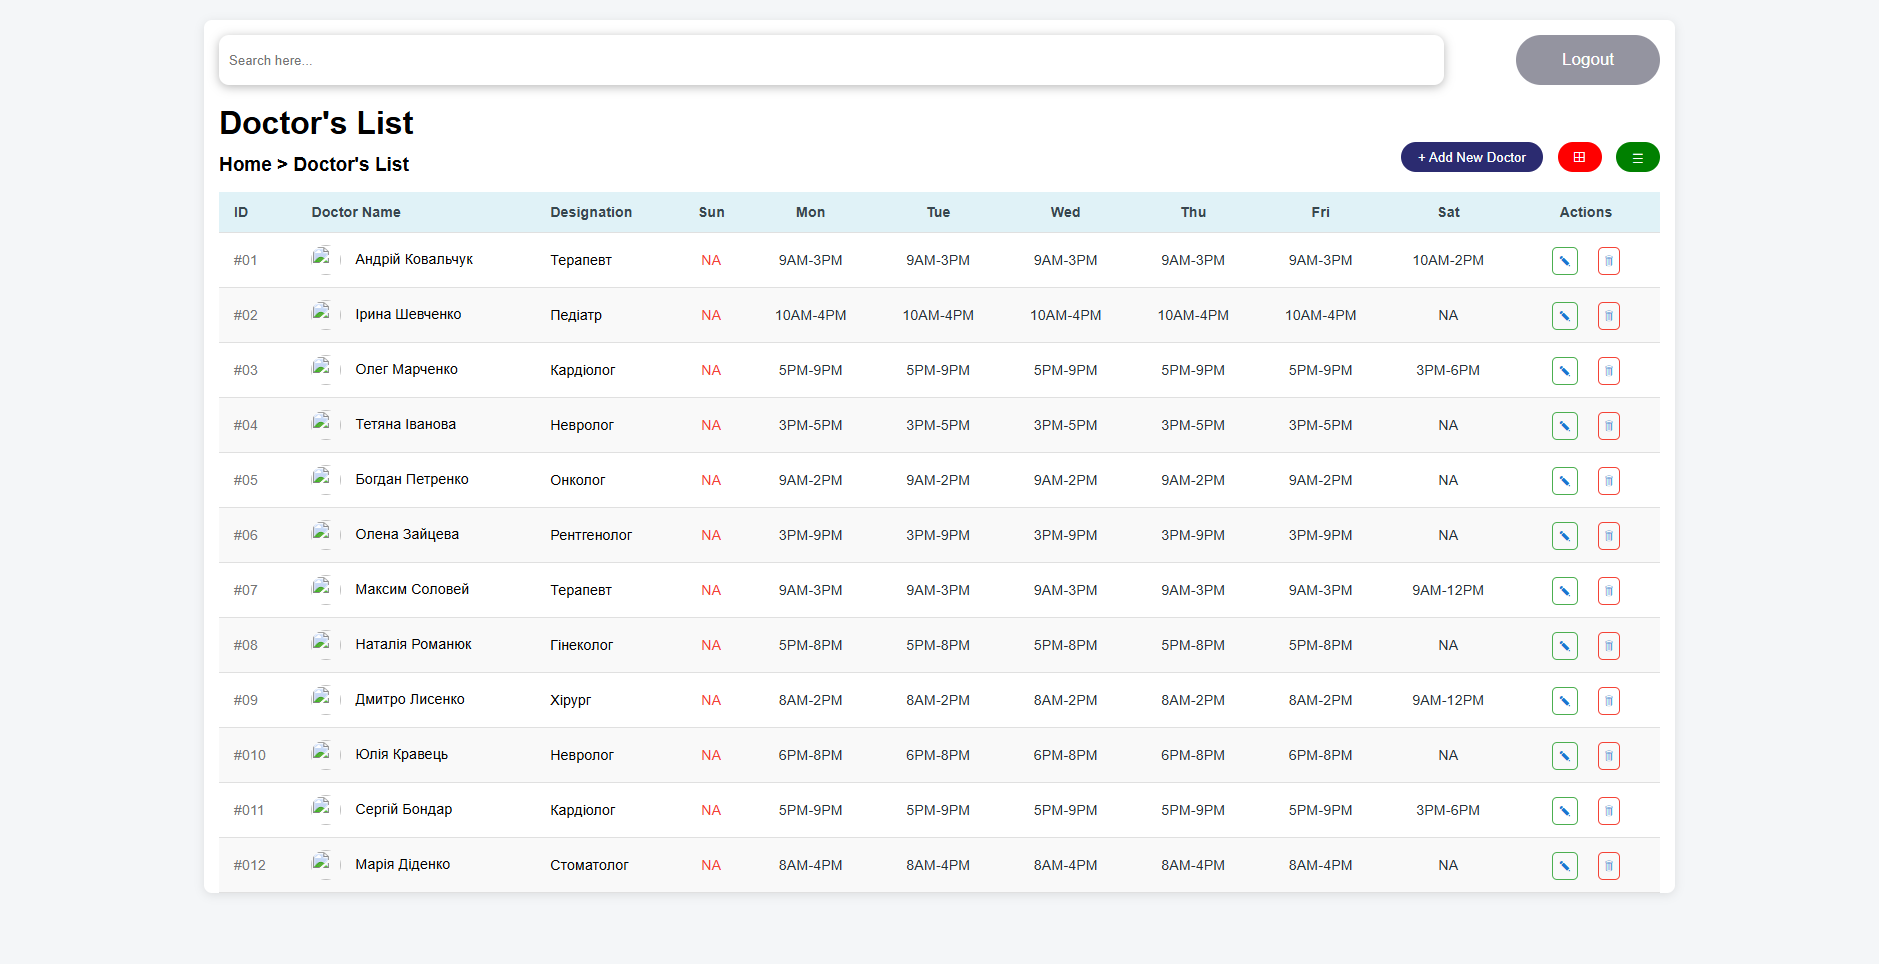 Search here...
Logout
Doctor's List
Home > Doctor's List
+ Add New Doctor
ID Doctor Name Designation Sun Mon Tue Wed Thu Fri Sat Actions
#01 Андрій Ковальчук Терапевт NA 9AM-3PM 9AM-3PM 9AM-3PM 9AM-3PM 9AM-3PM 10AM-2PM
#02 Ірина Шевченко Педіатр NA 10AM-4PM 10AM-4PM 10AM-4PM 10AM-4PM 10AM-4PM NA
#03 Олег Марченко Кардіолог NA 5PM-9PM 5PM-9PM 5PM-9PM 5PM-9PM 5PM-9PM 3PM-6PM
#04 Тетяна Іванова Невролог NA 3PM-5PM 3PM-5PM 3PM-5PM 3PM-5PM 3PM-5PM NA
#05 Богдан Петренко Онколог NA 9AM-2PM 9AM-2PM 9AM-2PM 9AM-2PM 9AM-2PM NA
#06 Олена Зайцева Рентгенолог NA 3PM-9PM 3PM-9PM 3PM-9PM 3PM-9PM 3PM-9PM NA
#07 Максим Соловей Терапевт NA 9AM-3PM 9AM-3PM 9AM-3PM 9AM-3PM 9AM-3PM 9AM-12PM
#08 Наталія Романюк Гінеколог NA 5PM-8PM 5PM-8PM 5PM-8PM 5PM-8PM 5PM-8PM NA
#09 Дмитро Лисенко Хірург NA 8AM-2PM 8AM-2PM 8AM-2PM 8AM-2PM 8AM-2PM 9AM-12PM
#010 Юлія Кравець Невролог NA 6PM-8PM 6PM-8PM 6PM-8PM 6PM-8PM 6PM-8PM NA
#011 Сергій Бондар Кардіолог NA 5PM-9PM 5PM-9PM 5PM-9PM 5PM-9PM 5PM-9PM 3PM-6PM
#012 Марія Діденко Стоматолог NA 8AM-4PM 8AM-4PM 8AM-4PM 8AM-4PM 8AM-4PM NA